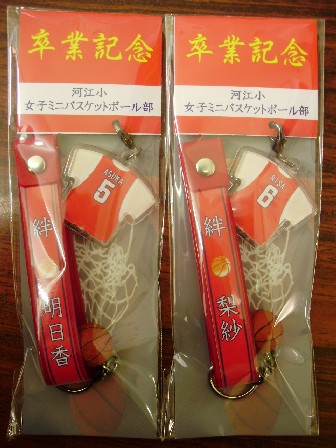 卒業記念
河江小
女子ミニバスケットボール部
ASUKA
5
絆
明日香
卒業記念
河江小
女子ミニバスケットボール部
RISA
6
絆
梨紗